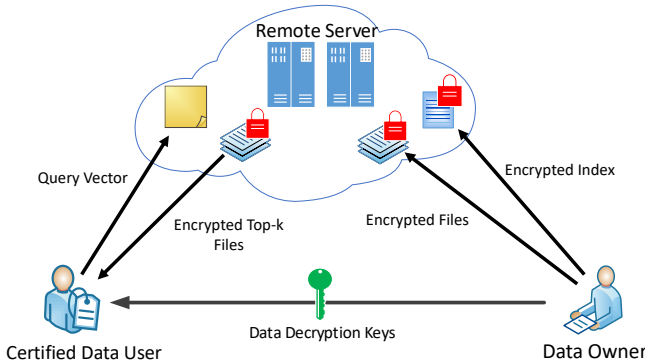 Remote Server
Query Vector
Encrypted Index
Encrypted Top-k
Files
Encrypted Files
Data Decryption Keys
Certified Data User
Data Owner